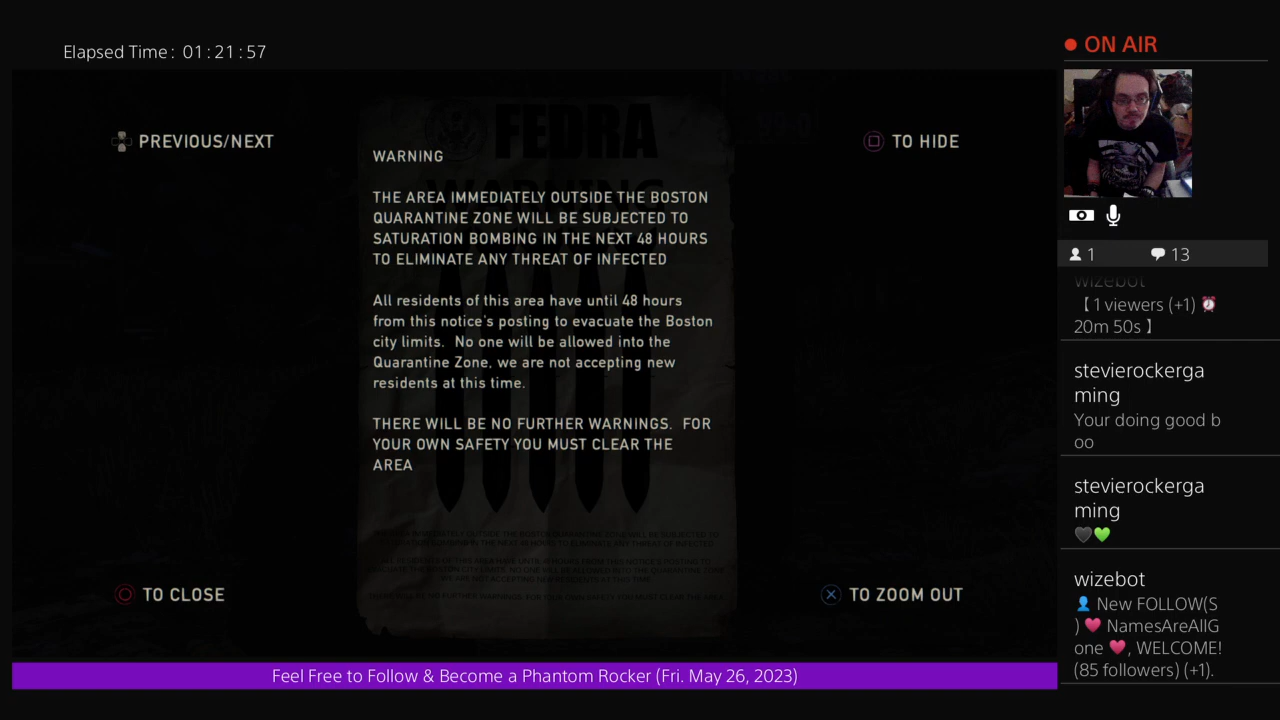 Elapsed Time: 01:21:57
ON AIR
PREVIOUS/NEXT
TO HIDE
FEDRA
WARNING
WARNING
THE AREA IMMEDIATELY OUTSIDE THE BOSTON
QUARANTINE ZONE WILL BE SUBJECTED TO
SATURATION BOMBING IN THE NEXT 48 HOURS
TO ELIMINATE ANY THREAT OF INFECTED
All residents of this area have until 48 hours
from this notice's posting to evacuate the Boston
city limits. No one will be allowed into the
Quarantine Zone, we are not accepting new
residents at this time.
THERE WILL BE NO FURTHER WARNINGS. FOR
YOUR OWN SAFETY YOU MUST CLEAR THE
AREA
TO CLOSE
TO ZOOM OUT
Feel Free to Follow & Become a Phantom Rocker (Fri. May 26, 2023)
1 13
wizebot
【 1 viewers (+1) ⏰
20m 50s 】
stevierockerga
ming
Your doing good b
oo
stevierockerga
ming
🖤💚
wizebot
👤 New FOLLOW(S
) 💗 NamesAreAllG
one 💗, WELCOME!
(85 followers) (+1).